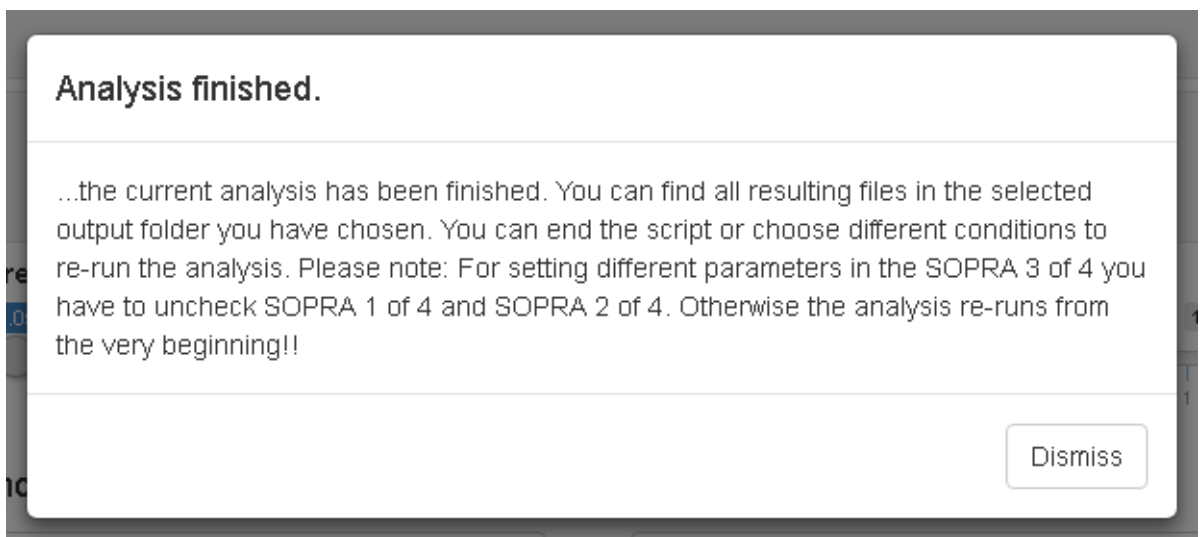 Analysis finished.
...the current analysis has been finished. You can find all resulting files in the selected
output folder you have chosen. You can end the script or choose different conditions to
re-run the analysis. Please note: For setting different parameters in the SOPRA 3 of 4 you
have to uncheck SOPRA 1 of 4 and SOPRA 2 of 4. Otherwise the analysis re-runs from
the very beginning!!
Dismiss